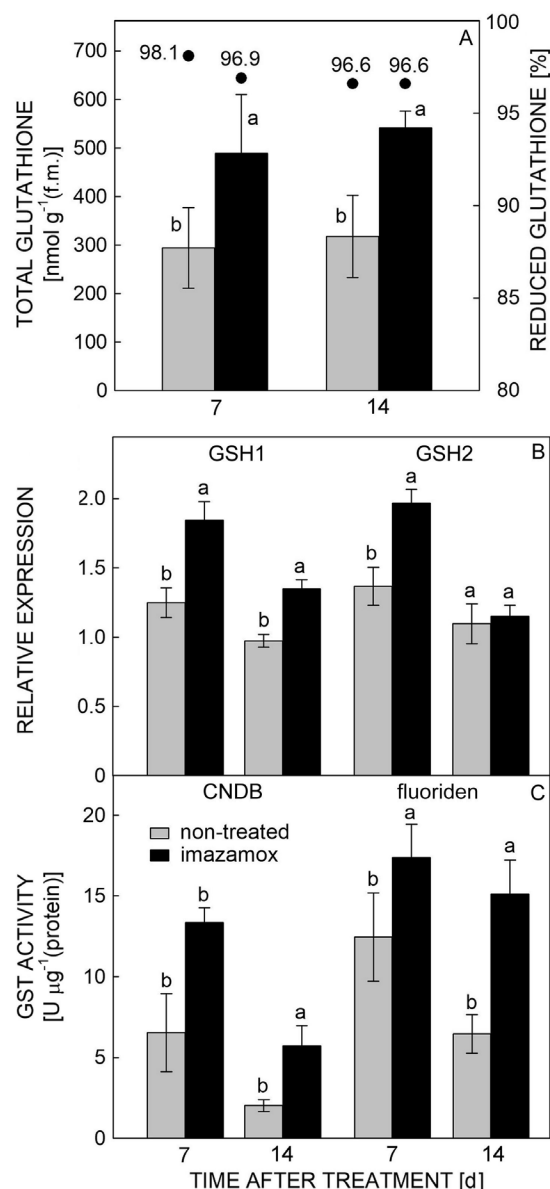 A
98.1
96.9
96.6
96.6
700
600
500
400
300
200
100
0
100
95
90
85
80
TOTAL GLUTATHIONE
[nmol g⁻¹(f.m.)]
REDUCED GLUTATHIONE
[%]
b
a
b
a
7
14
GSH1
GSH2
B
2.0
1.5
1.0
0.5
0
RELATIVE EXPRESSION
b
a
b
a
b
a
a
a
CNDB
fluoriden
C
non-treated
imazamox
20
15
10
5
0
GST ACTIVITY
[U µg⁻¹(protein)]
b
b
b
a
b
a
b
a
7
14
7
14
TIME AFTER TREATMENT [d]